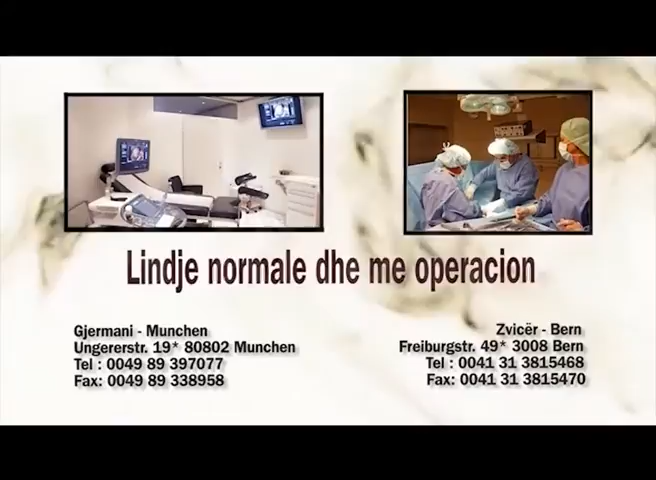 Lindje normale dhe me operacion
Gjermani - Munchen
Ungererstr. 19* 80802 Munchen
Tel : 0049 89 397077
Fax: 0049 89 338958
Zvicër - Bern
Freiburgstr. 49* 3008 Bern
Tel : 0041 31 3815468
Fax: 0041 31 3815470